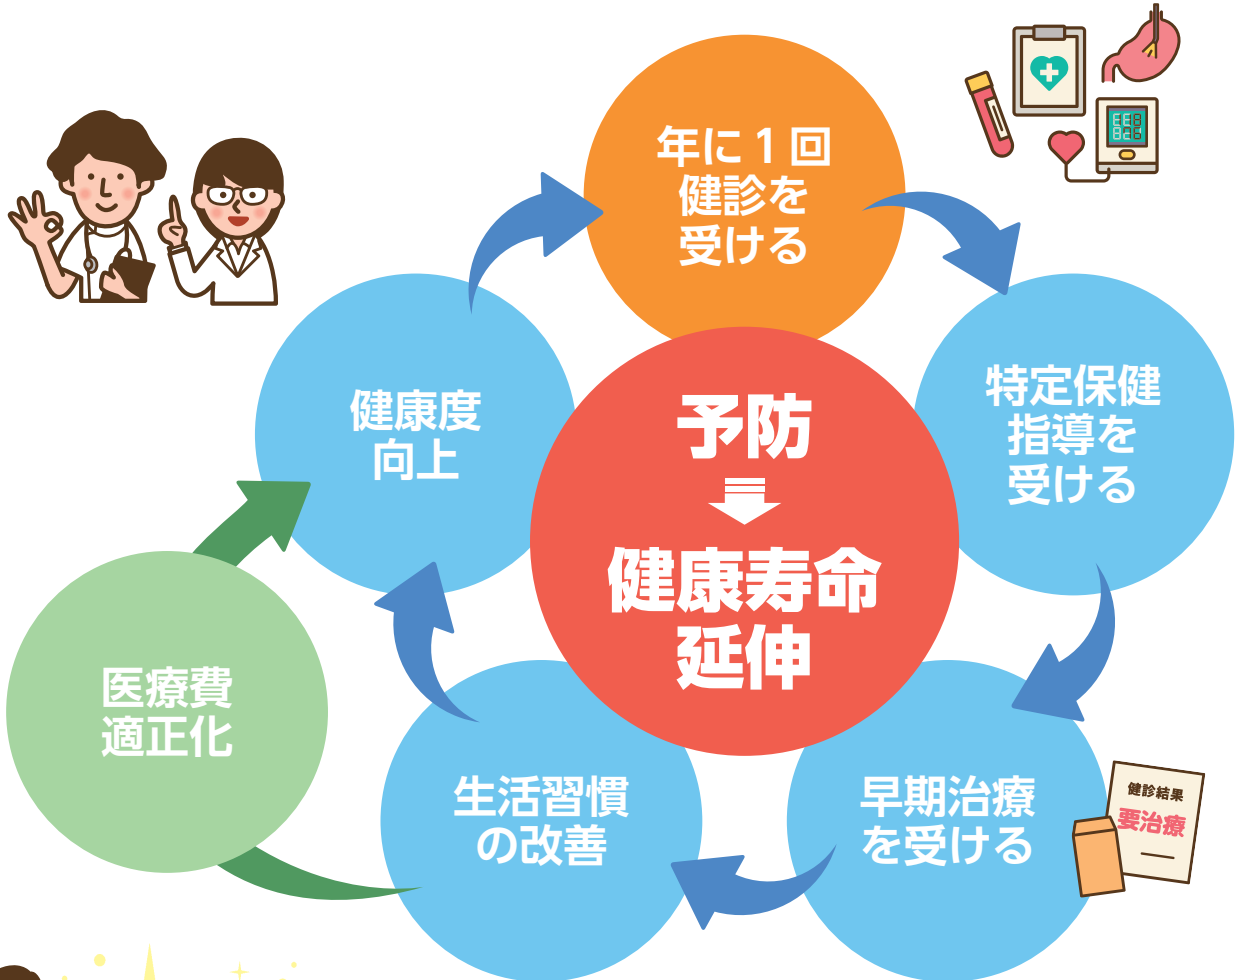 年に1回
健診を
受ける
特定保健
指導を
受ける
早期治療
を受ける
健診結果
要治療
生活習慣
の改善
健康度
向上
医療費
適正化
予防
健康寿命
延伸